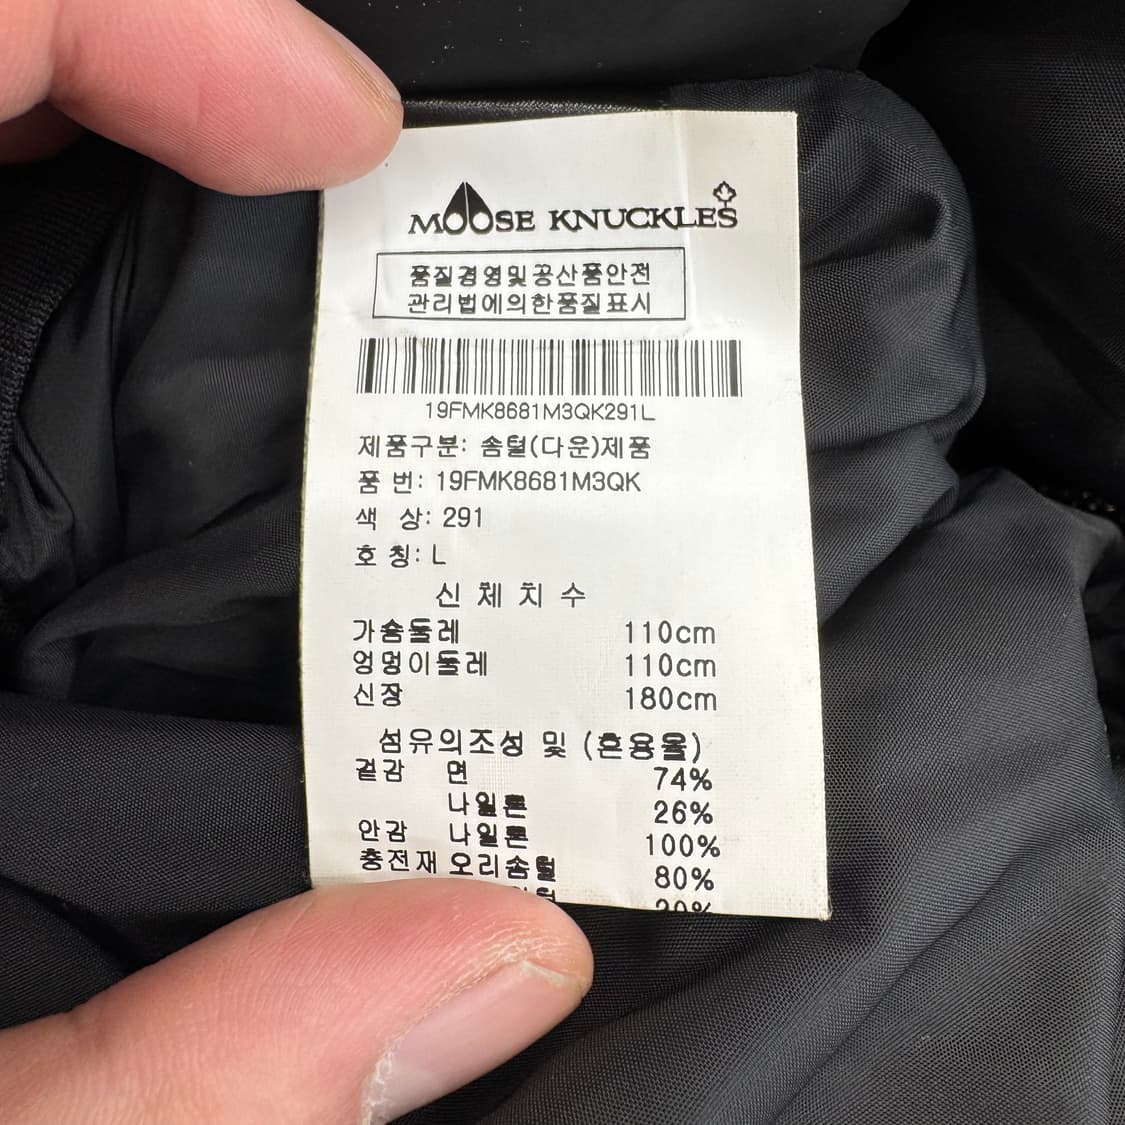 MOOSE KNUCKLES
품질경영및공산품안전
관리법에의한품질표시
19FMK8681M3QK291L
제품구분: 솜털(다운)제품
품 번: 19FMK8681M3QK
색 상: 291
호 칭: L
신 체 치 수
가슴둘레 110cm
엉덩이둘레 110cm
신장 180cm
섬유의조성 및 (혼용율)
겉감 면 74%
나일론 26%
안감 나일론 100%
충전재 오리솜털 80%
20%